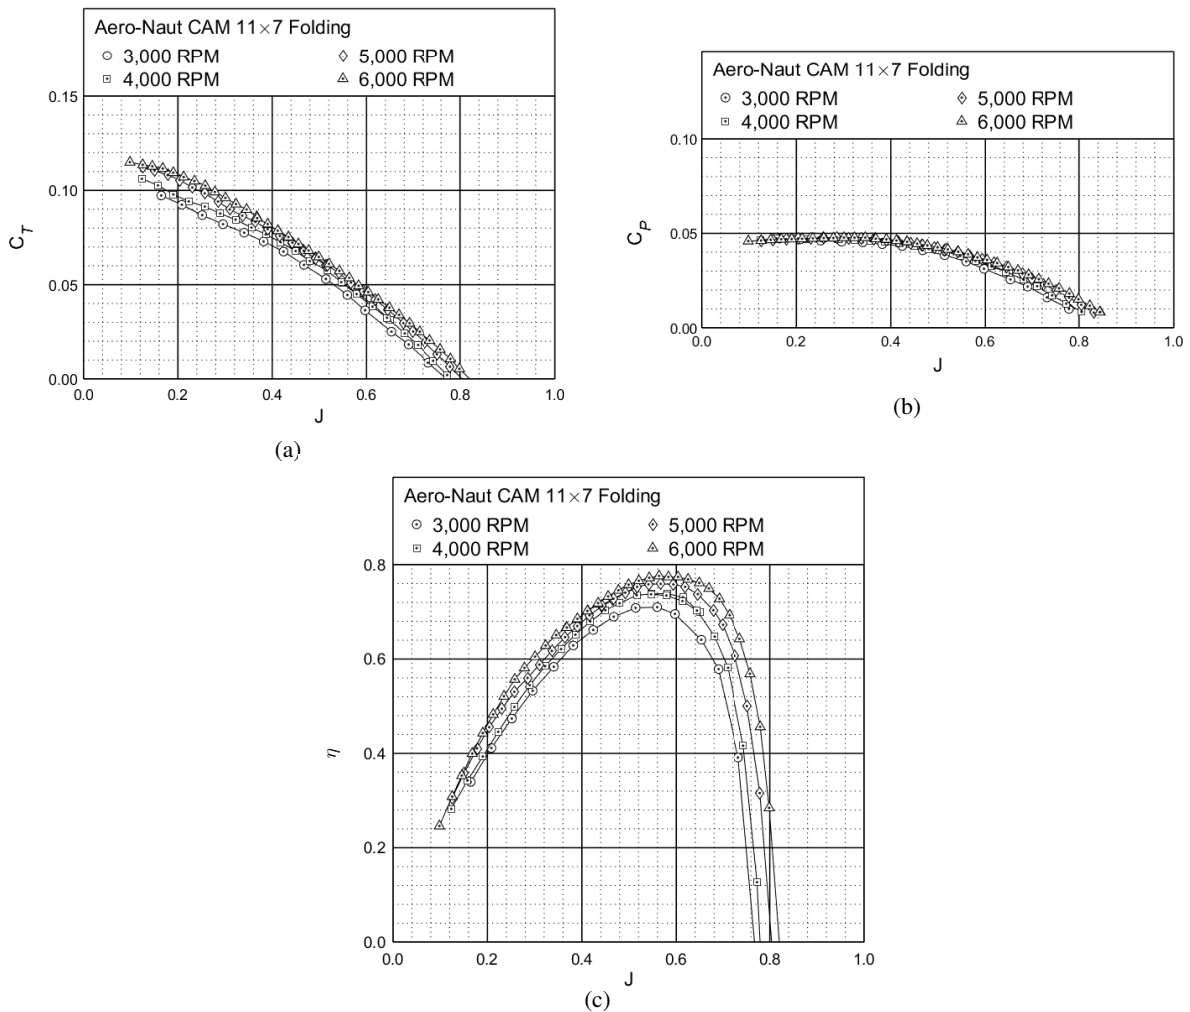 Aero-Naut CAM 11×7 Folding
3,000 RPM
5,000 RPM
4,000 RPM
6,000 RPM
0.15
0.10
0.05
0.00
C_T
0.0 0.2 0.4 0.6 0.8 1.0
J
(a)
Aero-Naut CAM 11×7 Folding
3,000 RPM
5,000 RPM
4,000 RPM
6,000 RPM
0.10
0.05
0.00
C_P
0.0 0.2 0.4 0.6 0.8 1.0
J
(b)
Aero-Naut CAM 11×7 Folding
3,000 RPM
5,000 RPM
4,000 RPM
6,000 RPM
0.8
0.6
0.4
0.2
0.0
η
0.0 0.2 0.4 0.6 0.8 1.0
J
(c)